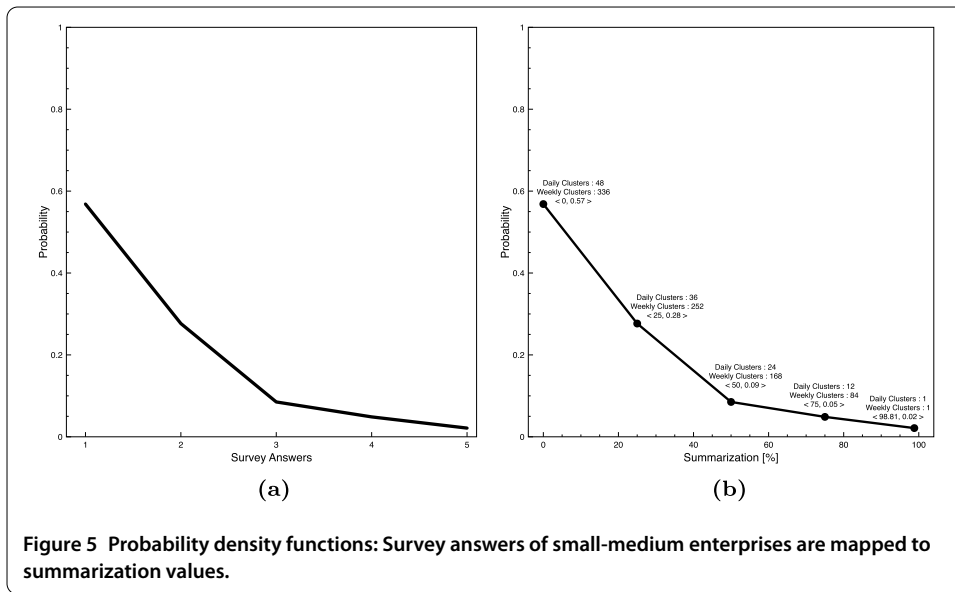 1
0.8
0.6
0.4
0.2
0
Probability
1 2 3 4 5
Survey Answers
(a)
1
0.8
0.6
0.4
0.2
0
Probability
Daily Clusters : 48
Weekly Clusters : 336
< 0, 0.57 >
Daily Clusters : 36
Weekly Clusters : 252
< 25, 0.28 >
Daily Clusters : 24
Weekly Clusters : 168
< 50, 0.09 >
Daily Clusters : 12
Weekly Clusters : 84
< 75, 0.05 >
Daily Clusters : 1
Weekly Clusters : 1
< 98.81, 0.02 >
0 20 40 60 80 100
Summarization [%]
(b)
Figure 5 Probability density functions: Survey answers of small-medium enterprises are mapped to
summarization values.